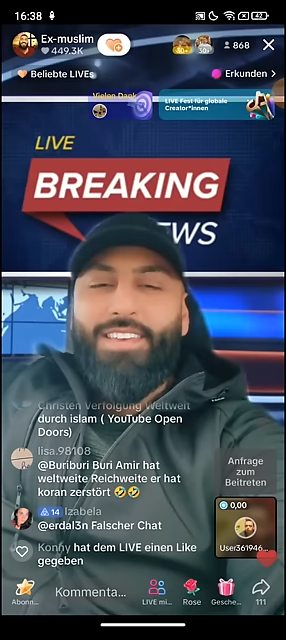 16:38
42
Ex-muslim
449.3K
80+
30+
868
Beliebte LIVEs
Erkunden
Vielen Dank
LIVE Fest für globale
Creator*innen
LIVE
BREAKING
NEWS
Christen Verfolgung Weltweit
durch islam ( YouTube Open
Doors)
lisa.98108
@Buriburi Buri Amir hat
weltweite Reichweite er hat
koran zerstört 🤣🤣
14 Izabela
@erdal3n Falscher Chat
Konny hat dem LIVE einen Like
gegeben
Anfrage
zum
Beitreten
0,00
User361946...
Abonn...
Kommenta...
LIVE mi...
Rose
Gesche...
111